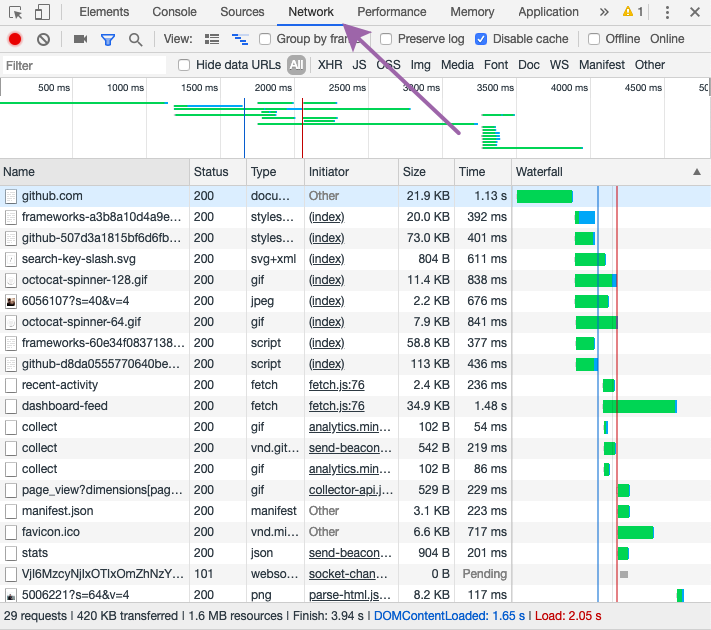 Elements Console Sources Network Performance Memory Application » 1
View: Group by frame Preserve log Disable cache Offline Online
Filter Hide data URLs All XHR JS CSS Img Media Font Doc WS Manifest Other
500 ms 1000 ms 1500 ms 2000 ms 2500 ms 3000 ms 3500 ms 4000 ms 4500 ms
Name Status Type Initiator Size Time Waterfall ▲
github.com 200 docu... Other 21.9 KB 1.13 s
frameworks-a3b8a10d4a9e... 200 styles... (index) 20.0 KB 392 ms
github-507d3a1815bf6d6fb... 200 styles... (index) 73.0 KB 401 ms
search-key-slash.svg 200 svg+xml (index) 804 B 611 ms
octocat-spinner-128.gif 200 gif (index) 11.4 KB 838 ms
6056107?s=40&v=4 200 jpeg (index) 2.2 KB 676 ms
octocat-spinner-64.gif 200 gif (index) 7.9 KB 841 ms
frameworks-60e34f0837138... 200 script (index) 58.8 KB 377 ms
github-d8da0555770640be... 200 script (index) 113 KB 436 ms
recent-activity 200 fetch fetch.js:76 2.4 KB 236 ms
dashboard-feed 200 fetch fetch.js:76 34.9 KB 1.48 s
collect 200 gif analytics.min... 102 B 54 ms
collect 200 vnd.git... send-beacon... 542 B 219 ms
collect 200 gif analytics.min... 102 B 86 ms
page_view?dimensions[pag... 200 gif collector-api.j... 529 B 229 ms
manifest.json 200 manifest Other 3.1 KB 223 ms
favicon.ico 200 vnd.mi... Other 6.6 KB 717 ms
stats 200 json send-beacon... 904 B 201 ms
101 webso... socket-chan... 0 B Pending
5006221?s=64&v=4 200 png parse-html.js... 8.2 KB 117 ms
29 requests | 420 KB transferred | 1.6 MB resources | Finish: 3.94 s | DOMContentLoaded: 1.65 s | Load: 2.05 s